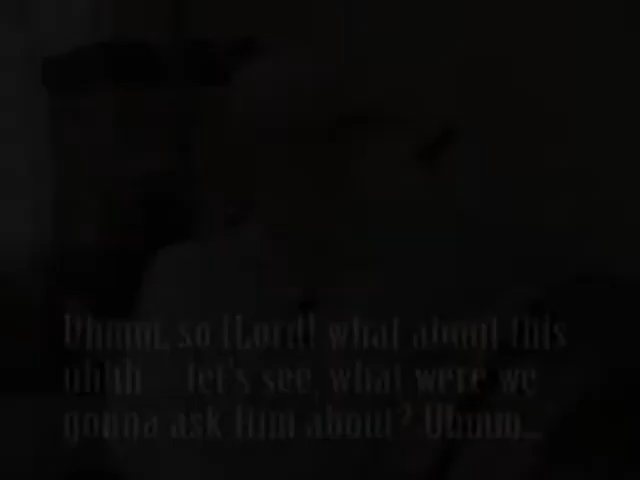 Uhmm, so [Lord] what about this
uhhh... let's see, what were we
gonna ask Him about? Uhmm...